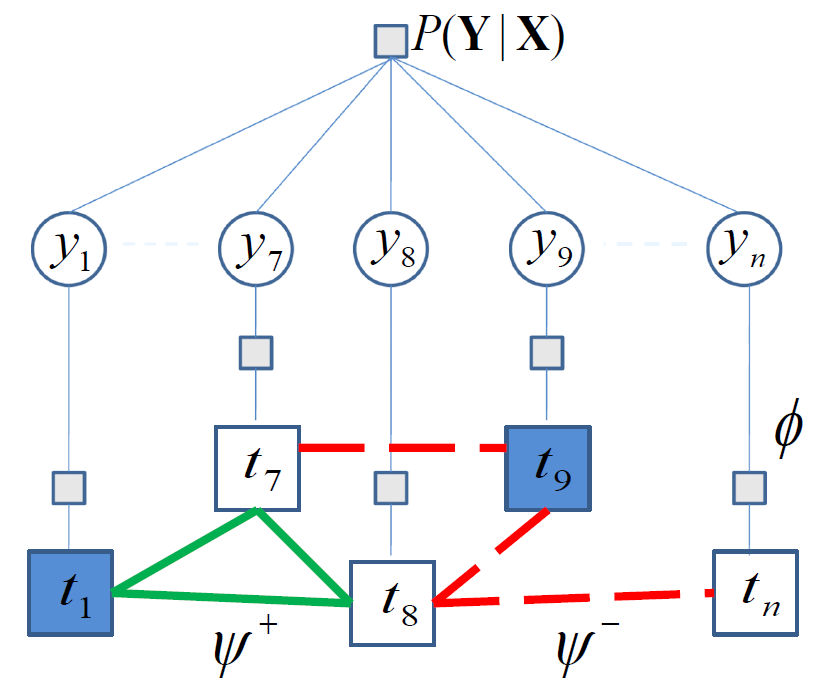 P(Y | X)
y1 y7 y8 y9 yn
ϕ
t7 t9
t1 t8 tn
ψ+ ψ−